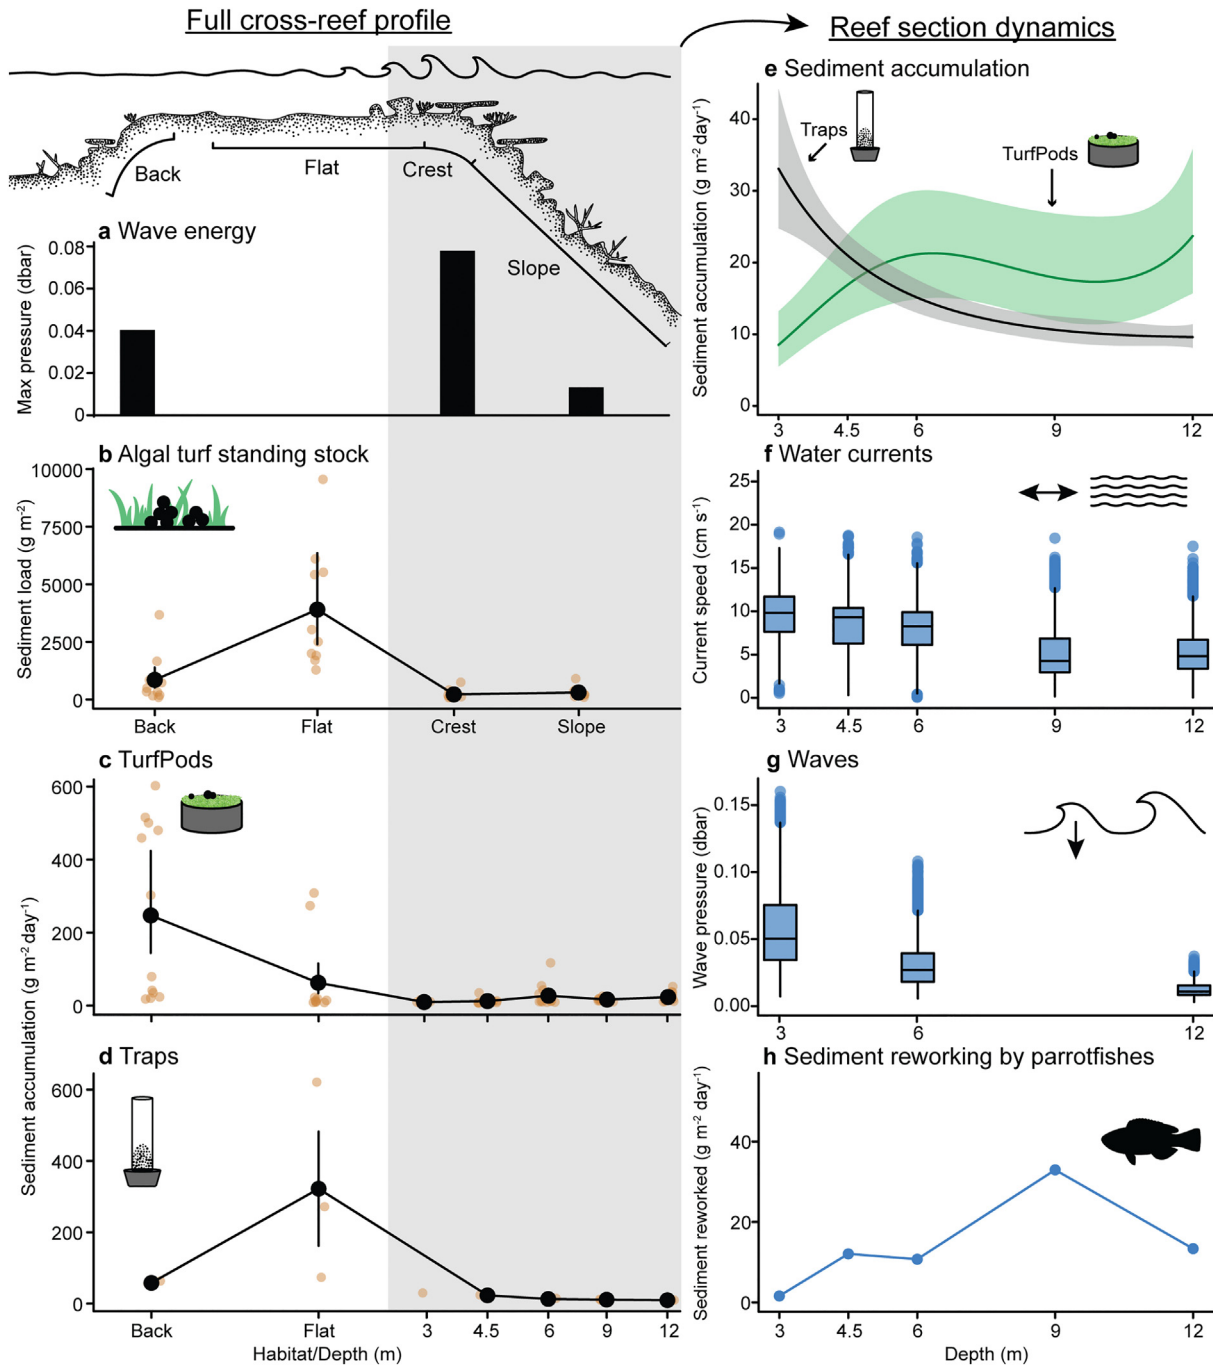 Full cross-reef profile
Back
Flat
Crest
Slope
a Wave energy
Max pressure (dbar)
0.08
0.06
0.04
0.02
0
b Algal turf standing stock
Sediment load (g m⁻²)
10000
7500
5000
2500
0
Back Flat Crest Slope
c TurfPods
600
400
200
0
Sediment accumulation (g m⁻² day⁻¹)
d Traps
600
400
200
0
Back Flat 3 4.5 6 9 12
Habitat/Depth (m)
Reef section dynamics
e Sediment accumulation
Sediment accumulation (g m⁻² day⁻¹)
Traps
TurfPods
40
30
20
10
0
3 4.5 6 9 12
f Water currents
Current speed (cm s⁻¹)
25
20
15
10
5
0
3 4.5 6 9 12
g Waves
Wave pressure (dbar)
0.15
0.10
0.05
0.00
3 6 12
h Sediment reworking by parrotfishes
Sediment reworked (g m⁻² day⁻¹)
40
20
0
3 4.5 6 9 12
Depth (m)